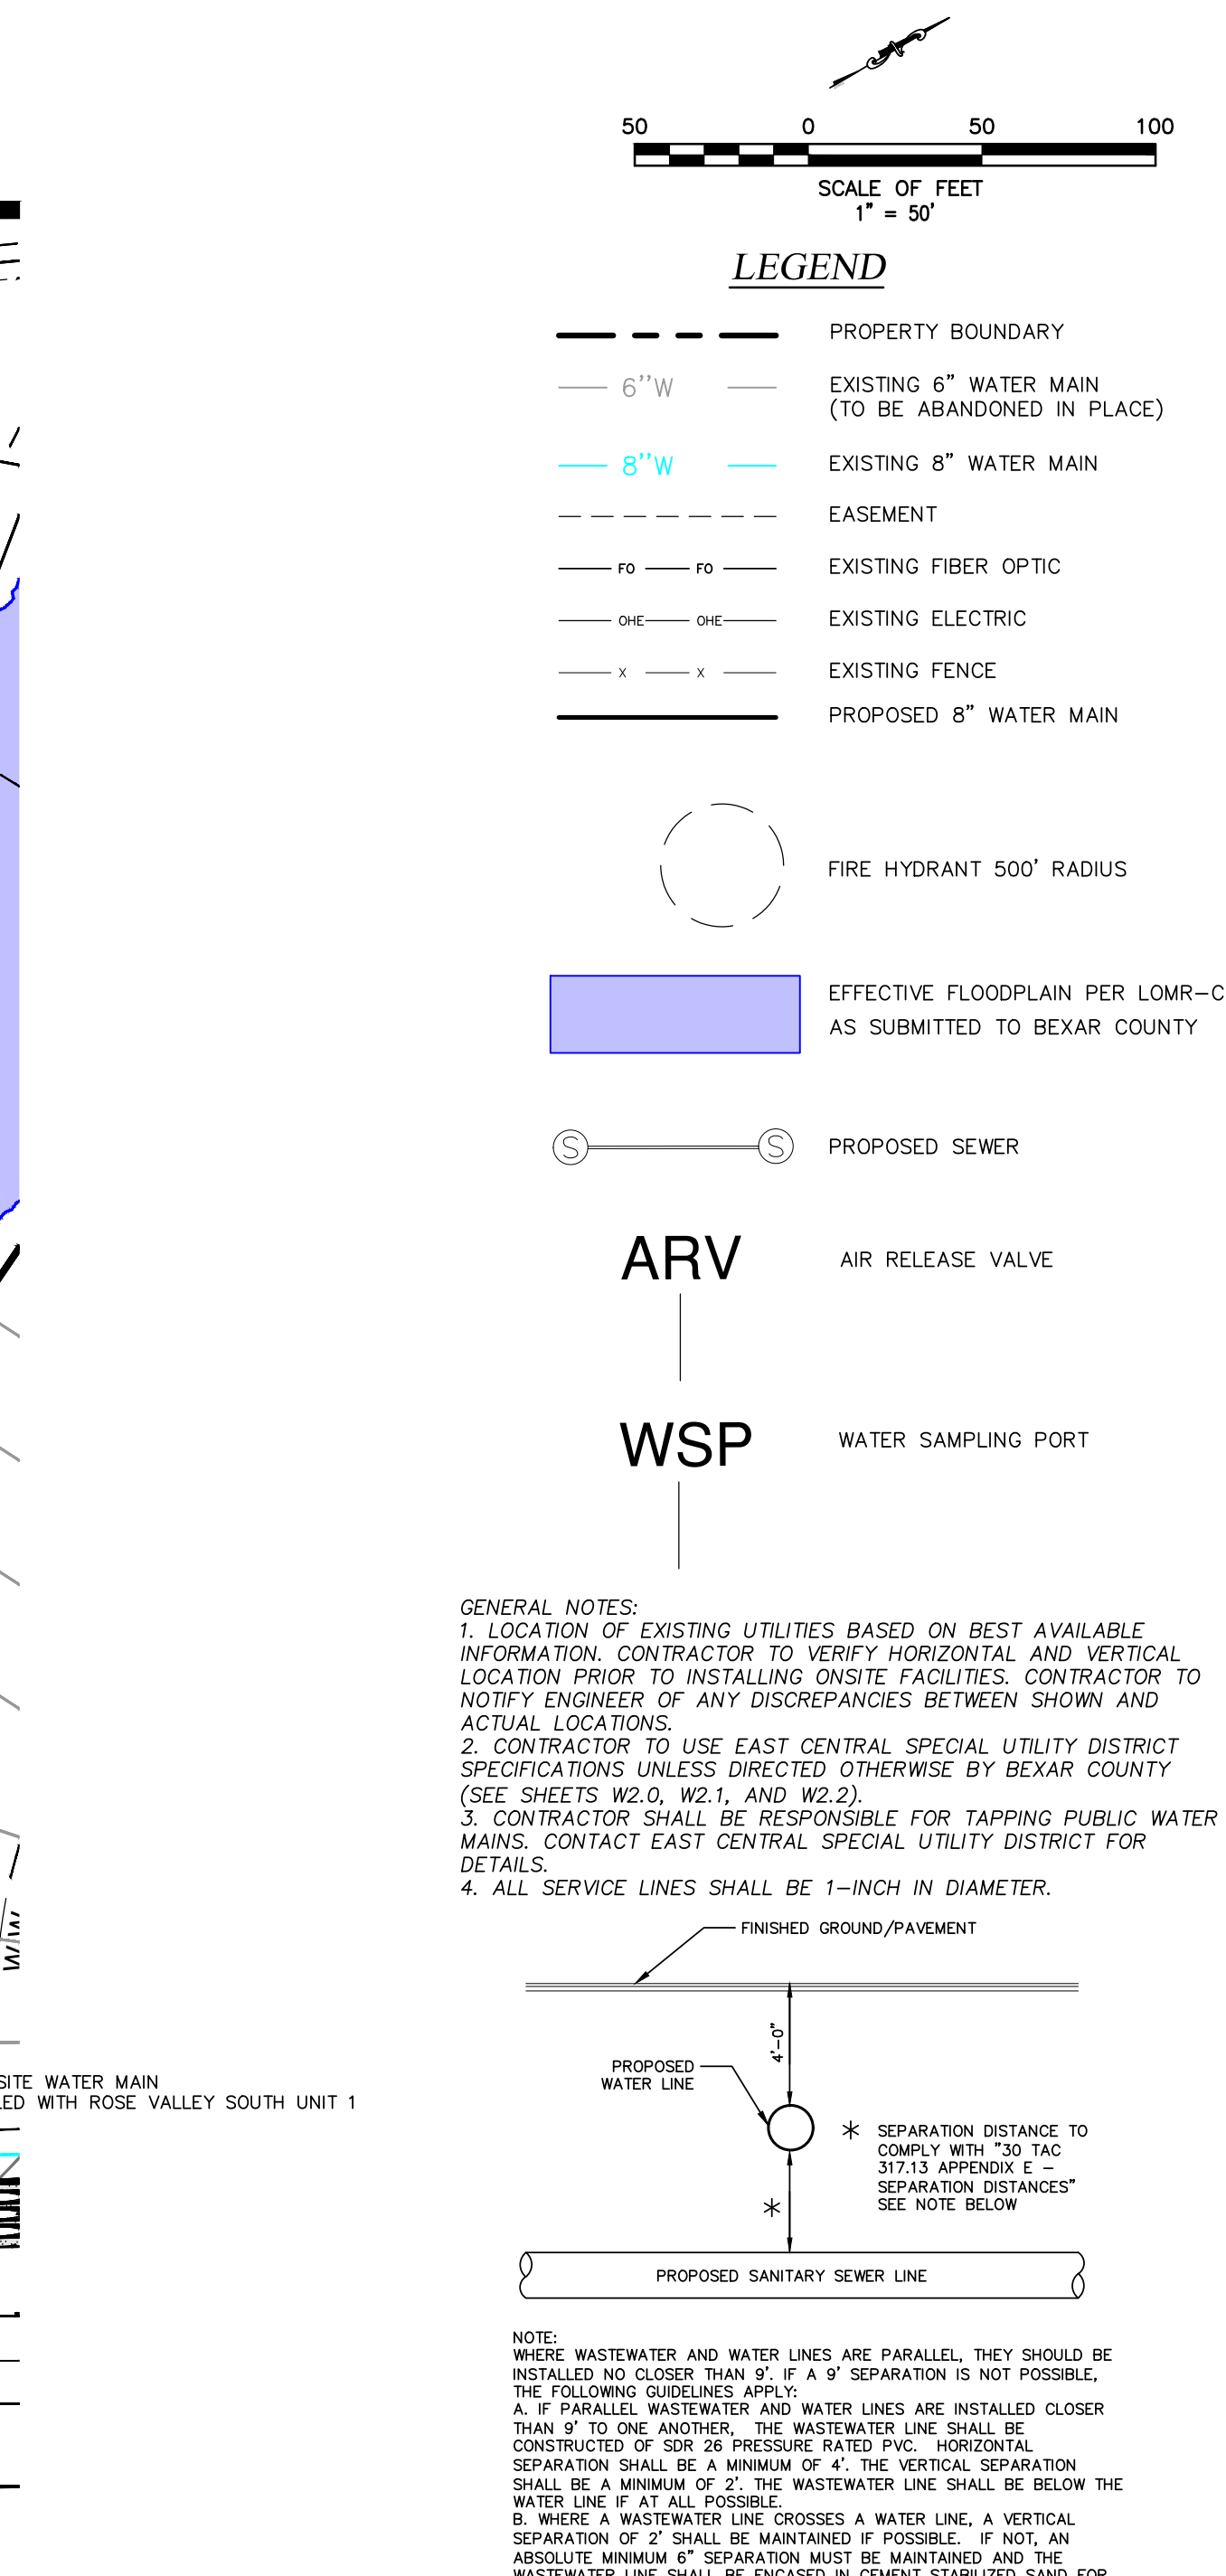 50 0 50 100
SCALE OF FEET
1" = 50'
LEGEND
PROPERTY BOUNDARY
6''W
EXISTING 6" WATER MAIN
(TO BE ABANDONED IN PLACE)
8''W
EXISTING 8" WATER MAIN
EASEMENT
FO FO
EXISTING FIBER OPTIC
OHE OHE
EXISTING ELECTRIC
X X
EXISTING FENCE
PROPOSED 8" WATER MAIN
FIRE HYDRANT 500' RADIUS
EFFECTIVE FLOODPLAIN PER LOMR-C
AS SUBMITTED TO BEXAR COUNTY
S S
PROPOSED SEWER
ARV
AIR RELEASE VALVE
WSP
WATER SAMPLING PORT
GENERAL NOTES:
1. LOCATION OF EXISTING UTILITIES BASED ON BEST AVAILABLE
INFORMATION. CONTRACTOR TO VERIFY HORIZONTAL AND VERTICAL
LOCATION PRIOR TO INSTALLING ONSITE FACILITIES. CONTRACTOR TO
NOTIFY ENGINEER OF ANY DISCREPANCIES BETWEEN SHOWN AND
ACTUAL LOCATIONS.
2. CONTRACTOR TO USE EAST CENTRAL SPECIAL UTILITY DISTRICT
SPECIFICATIONS UNLESS DIRECTED OTHERWISE BY BEXAR COUNTY
(SEE SHEETS W2.0, W2.1, AND W2.2).
3. CONTRACTOR SHALL BE RESPONSIBLE FOR TAPPING PUBLIC WATER
MAINS. CONTACT EAST CENTRAL SPECIAL UTILITY DISTRICT FOR
DETAILS.
4. ALL SERVICE LINES SHALL BE 1-INCH IN DIAMETER.
FINISHED GROUND/PAVEMENT
4'-0"
PROPOSED
WATER LINE
SITE WATER MAIN
LED WITH ROSE VALLEY SOUTH UNIT 1
* SEPARATION DISTANCE TO
COMPLY WITH "30 TAC
317.13 APPENDIX E -
SEPARATION DISTANCES"
SEE NOTE BELOW
*
PROPOSED SANITARY SEWER LINE
NOTE:
WHERE WASTEWATER AND WATER LINES ARE PARALLEL, THEY SHOULD BE
INSTALLED NO CLOSER THAN 9'. IF A 9' SEPARATION IS NOT POSSIBLE,
THE FOLLOWING GUIDELINES APPLY:
A. IF PARALLEL WASTEWATER AND WATER LINES ARE INSTALLED CLOSER
THAN 9' TO ONE ANOTHER, THE WASTEWATER LINE SHALL BE
CONSTRUCTED OF SDR 26 PRESSURE RATED PVC. HORIZONTAL
SEPARATION SHALL BE A MINIMUM OF 4'. THE VERTICAL SEPARATION
SHALL BE A MINIMUM OF 2'. THE WASTEWATER LINE SHALL BE BELOW THE
WATER LINE IF AT ALL POSSIBLE.
B. WHERE A WASTEWATER LINE CROSSES A WATER LINE, A VERTICAL
SEPARATION OF 2' SHALL BE MAINTAINED IF POSSIBLE. IF NOT, AN
ABSOLUTE MINIMUM 6" SEPARATION MUST BE MAINTAINED AND THE
WASTEWATER LINE SHALL BE ENCASED IN CEMENT STABILIZED SAND FOR